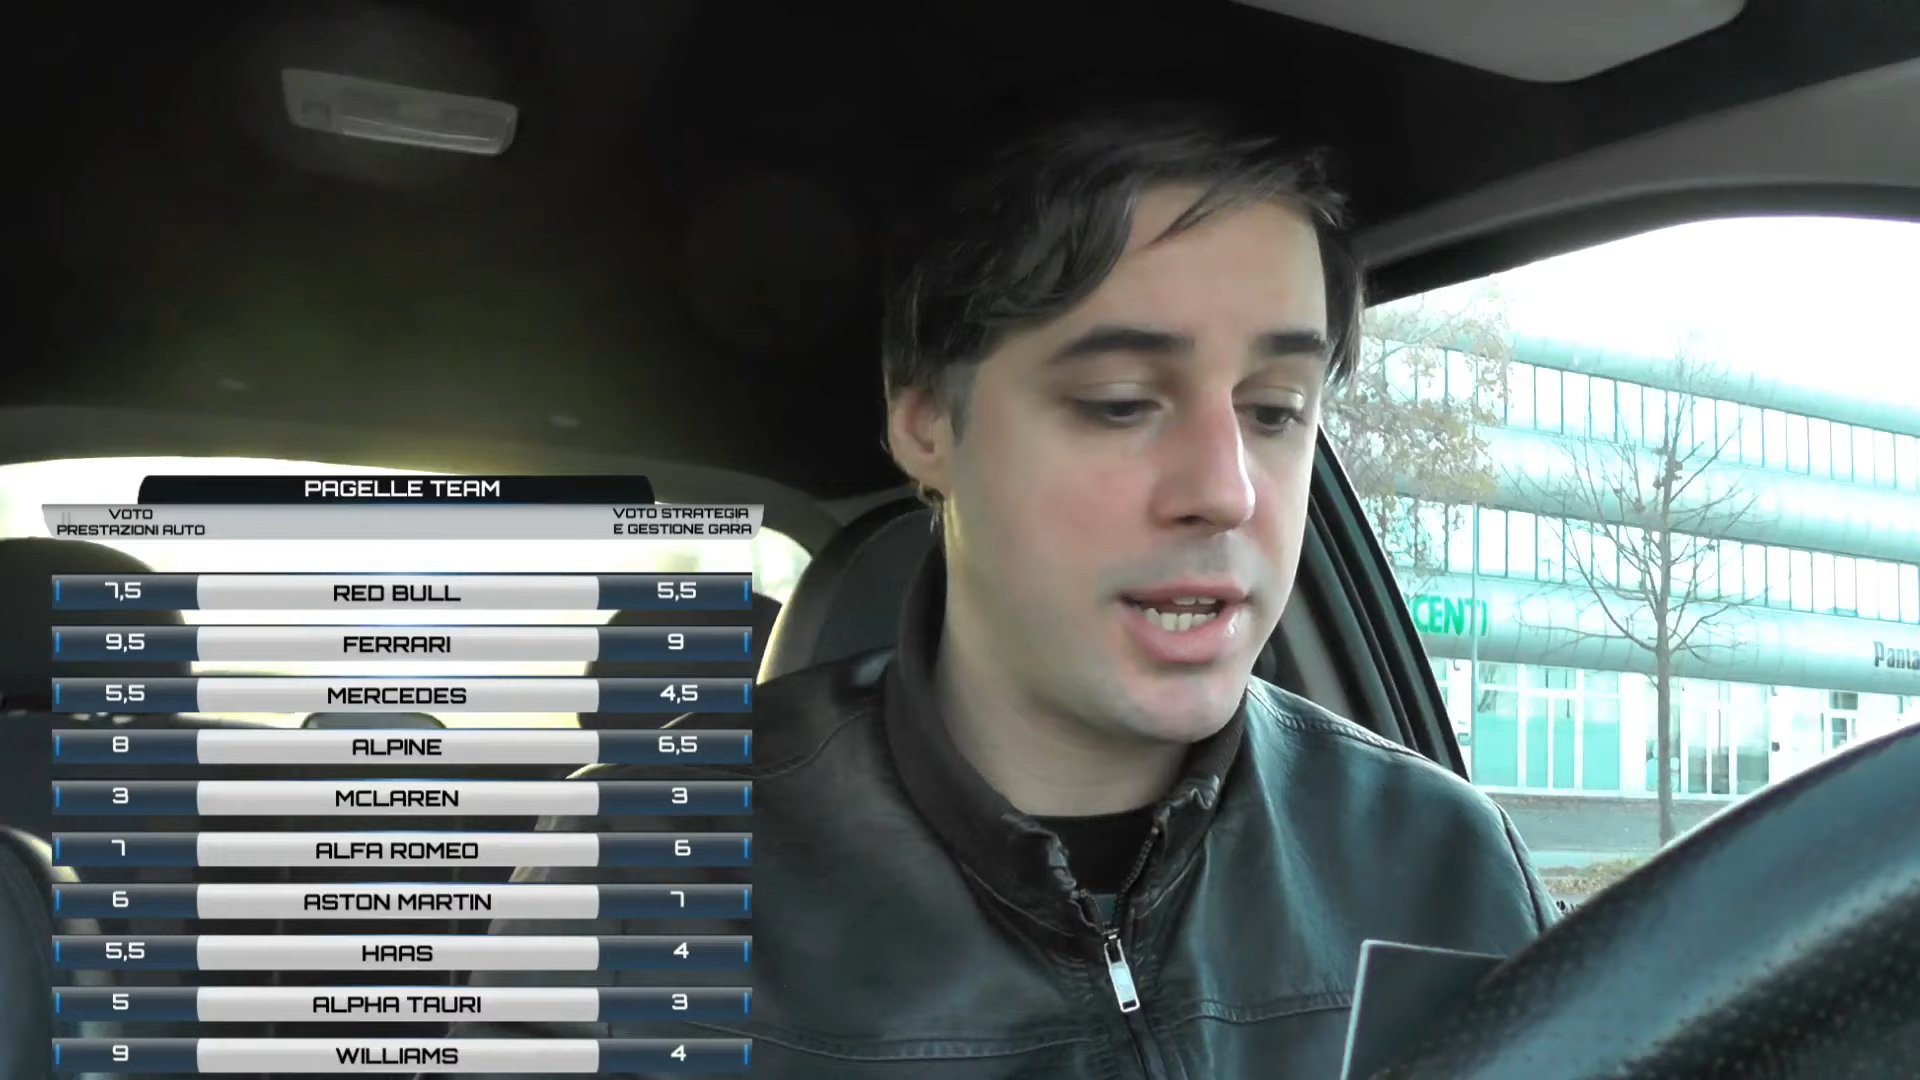 PAGELLE TEAM
VOTO
PRESTAZIONI AUTO
VOTO STRATEGIA
E GESTIONE GARA
7,5 RED BULL 5,5
9,5 FERRARI 9
5,5 MERCEDES 4,5
8 ALPINE 6,5
3 MCLAREN 3
7 ALFA ROMEO 6
6 ASTON MARTIN 7
5,5 HAAS 4
5 ALPHA TAURI 3
9 WILLIAMS 4